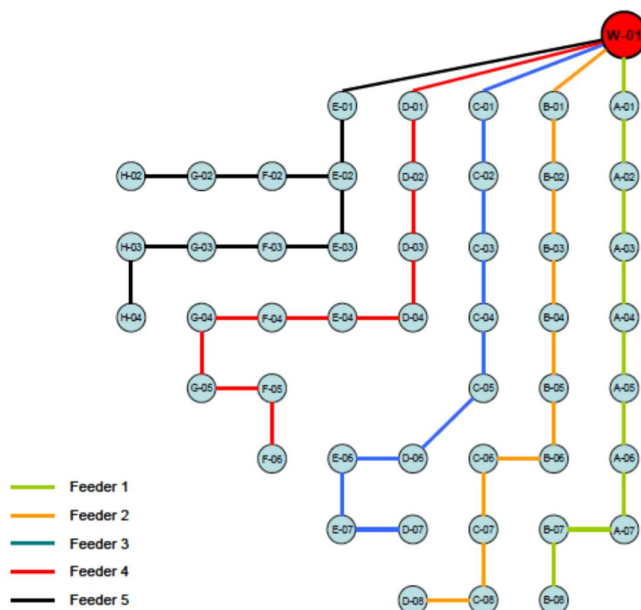 W-01
E-01 D-01 C-01 B-01 A-01
H-02 G-02 F-02 E-02 D-02 C-02 B-02 A-02
H-03 G-03 F-03 E-03 D-03 C-03 B-03 A-03
H-04 G-04 F-04 E-04 D-04 C-04 B-04 A-04
G-05 F-05 C-05 B-05 A-05
F-06 E-06 D-06 C-06 B-06 A-06
E-07 D-07 C-07 B-07 A-07
D-08 C-08 B-08
Feeder 1
Feeder 2
Feeder 3
Feeder 4
Feeder 5